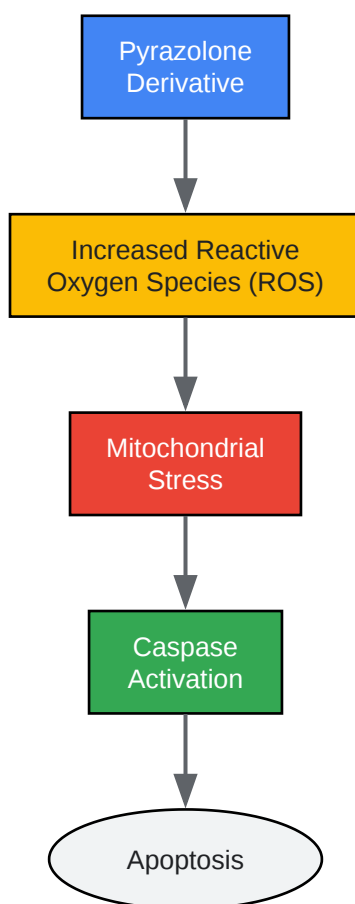 Pyrazolone
Derivative
Increased Reactive
Oxygen Species (ROS)
Mitochondrial
Stress
Caspase
Activation
Apoptosis